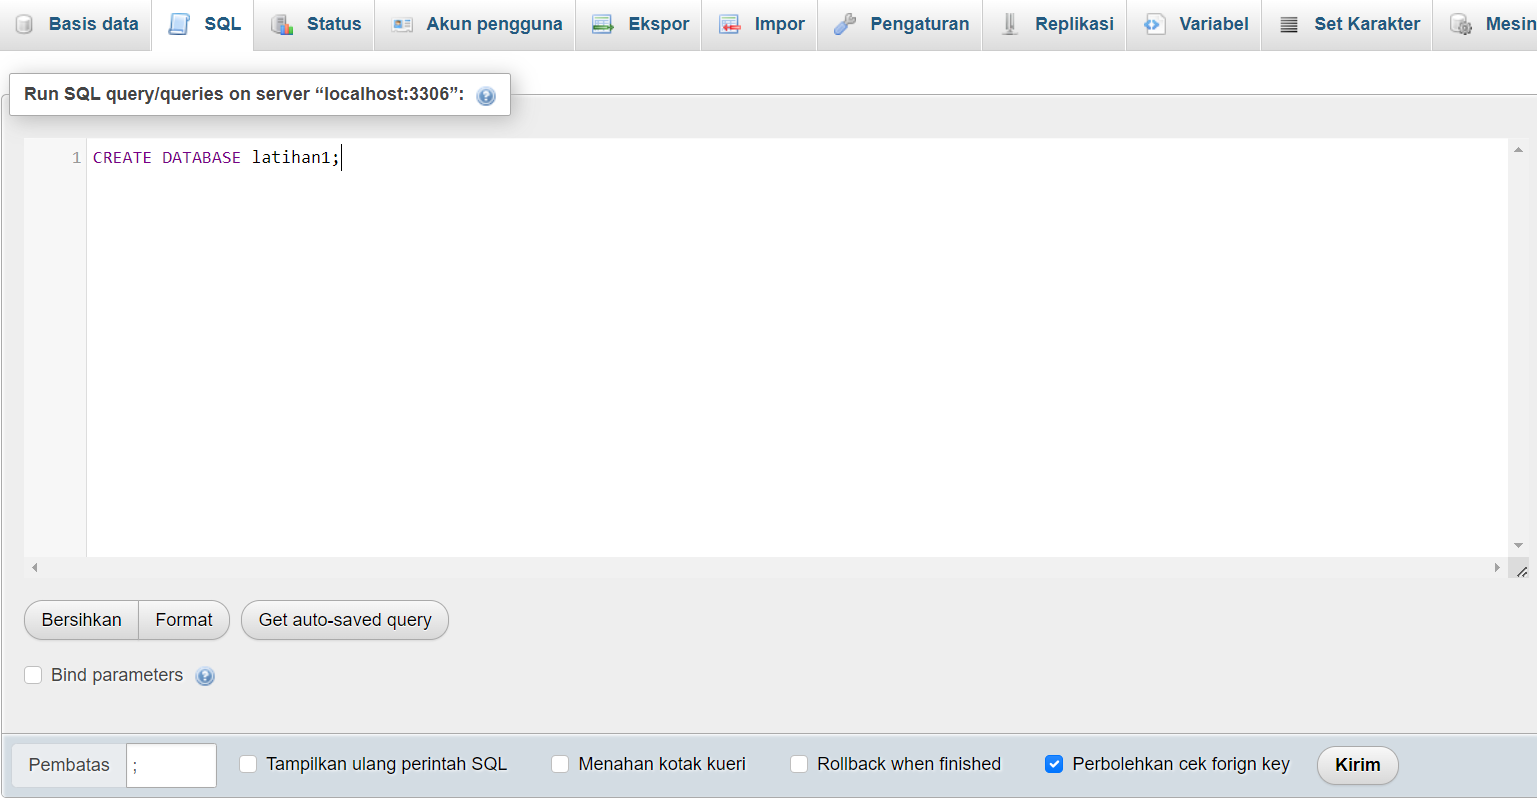 Basis data SQL Status Akun pengguna Ekspor Impor Pengaturan Replikasi Variabel Set Karakter Mesin
Run SQL query/queries on server “localhost:3306”:
1 CREATE DATABASE latihan1;
Bersihkan Format Get auto-saved query
Bind parameters
Pembatas ; Tampilkan ulang perintah SQL Menahan kotak kueri Rollback when finished Perbolehkan cek forign key Kirim